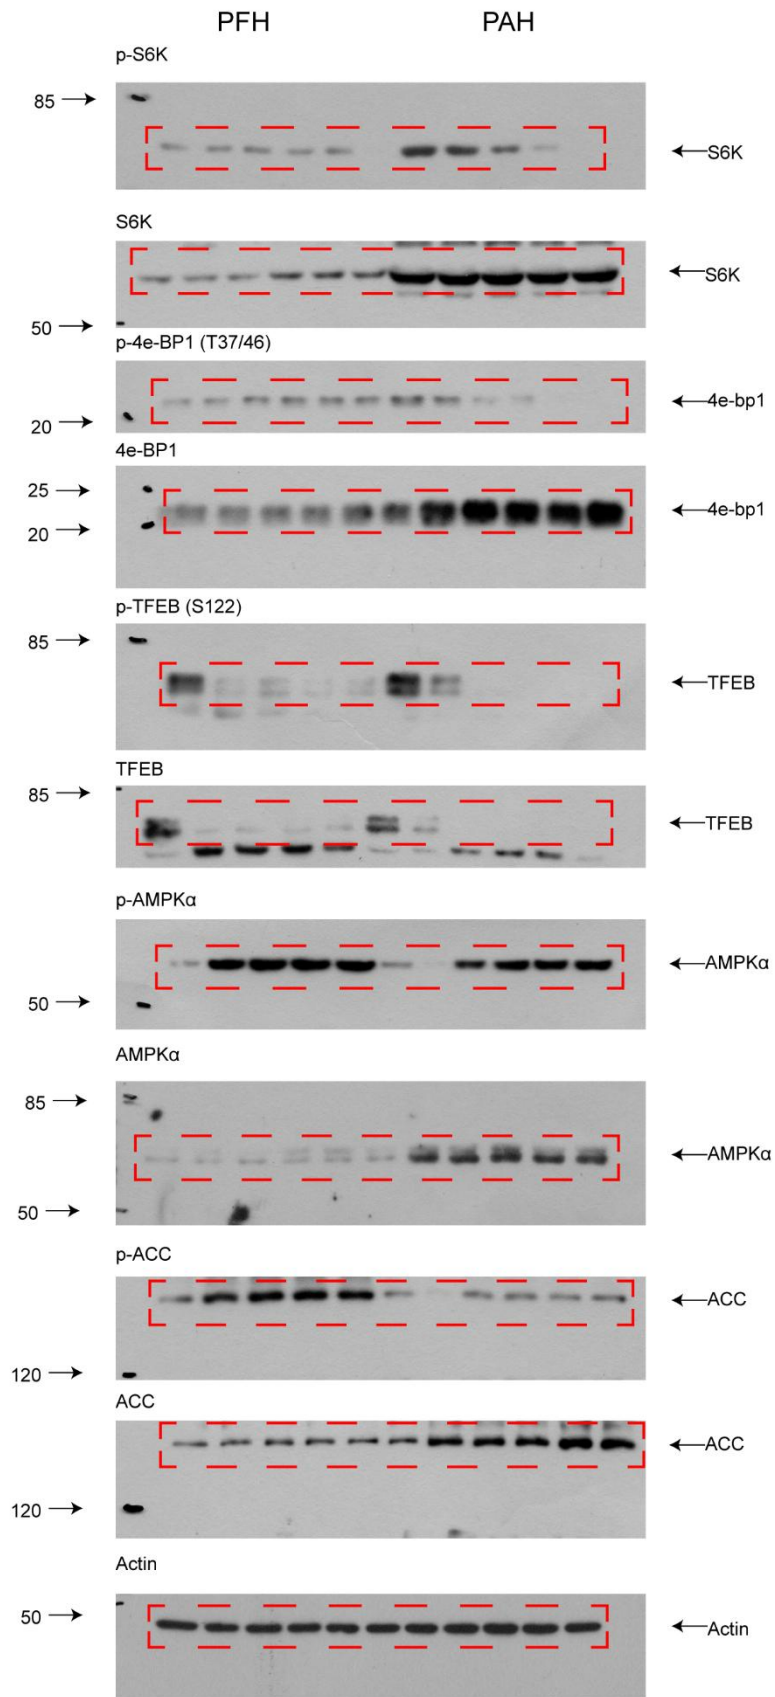 PFH PAH
p-S6K
85 →
← S6K
S6K
← S6K
50 →
p-4e-BP1 (T37/46)
← 4e-bp1
20 →
4e-BP1
25 →
← 4e-bp1
20 →
p-TFEB (S122)
85 →
← TFEB
TFEB
85 →
← TFEB
p-AMPKα
← AMPKα
50 →
AMPKα
85 →
← AMPKα
50 →
p-ACC
← ACC
120 →
ACC
← ACC
120 →
Actin
50 →
← Actin